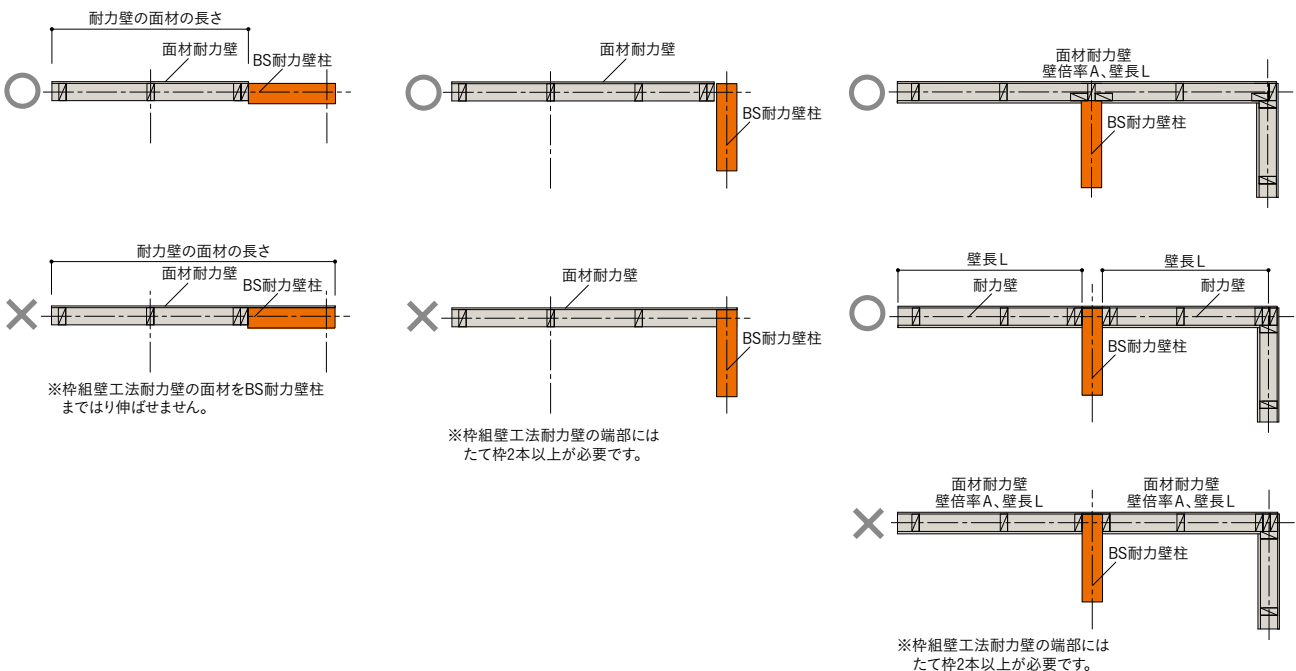 耐力壁の面材の長さ
面材耐力壁
BS耐力壁柱
面材耐力壁
BS耐力壁柱
面材耐力壁
壁倍率A、壁長L
BS耐力壁柱
耐力壁の面材の長さ
面材耐力壁
BS耐力壁柱
※枠組壁工法耐力壁の面材をBS耐力壁柱
まではり伸ばせません。
面材耐力壁
BS耐力壁柱
※枠組壁工法耐力壁の端部には
たて枠2本以上が必要です。
壁長L
壁長L
耐力壁
耐力壁
BS耐力壁柱
面材耐力壁
壁倍率A、壁長L
面材耐力壁
壁倍率A、壁長L
BS耐力壁柱
※枠組壁工法耐力壁の端部には
たて枠2本以上が必要です。